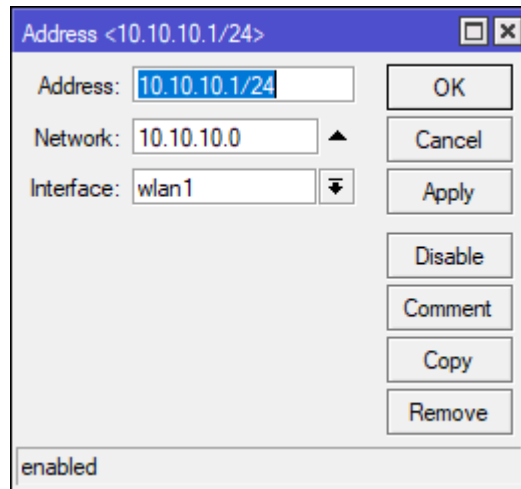 Address <10.10.10.1/24>
Address: 10.10.10.1/24
Network: 10.10.10.0
Interface: wlan1
OK
Cancel
Apply
Disable
Comment
Copy
Remove
enabled